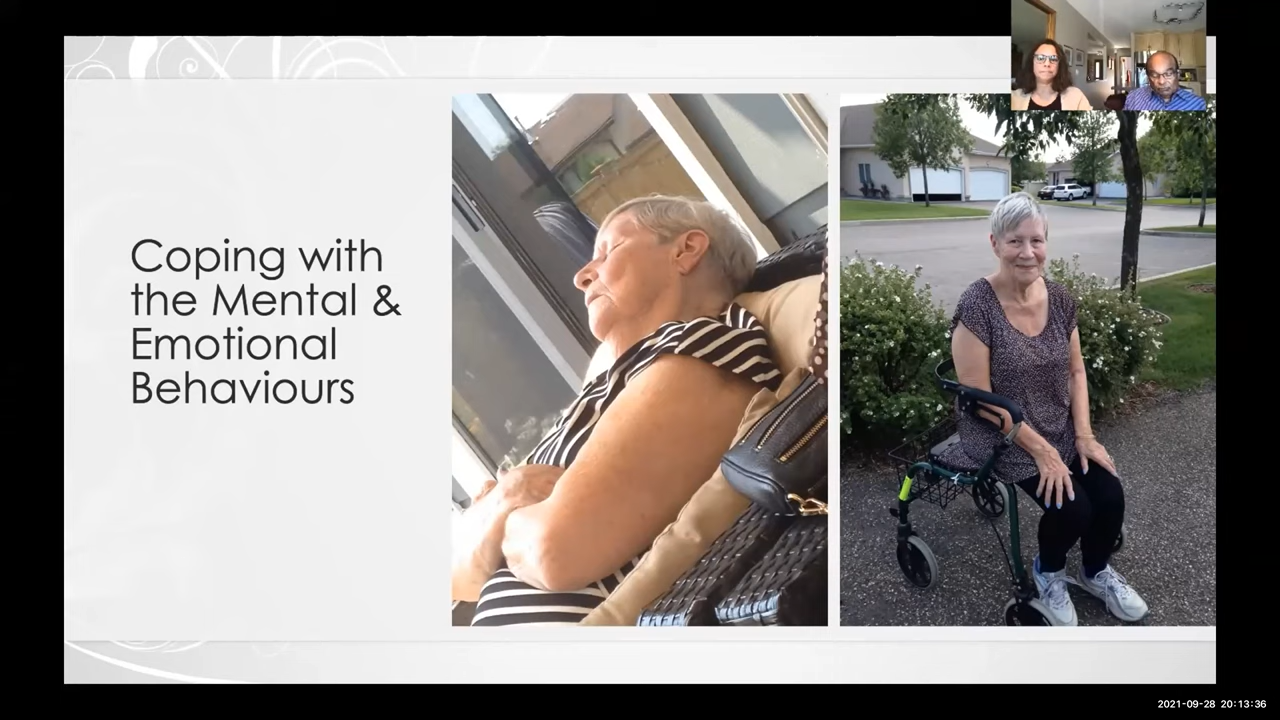 Coping with
the Mental &
Emotional
Behaviours
2021-09-28 20:13:36